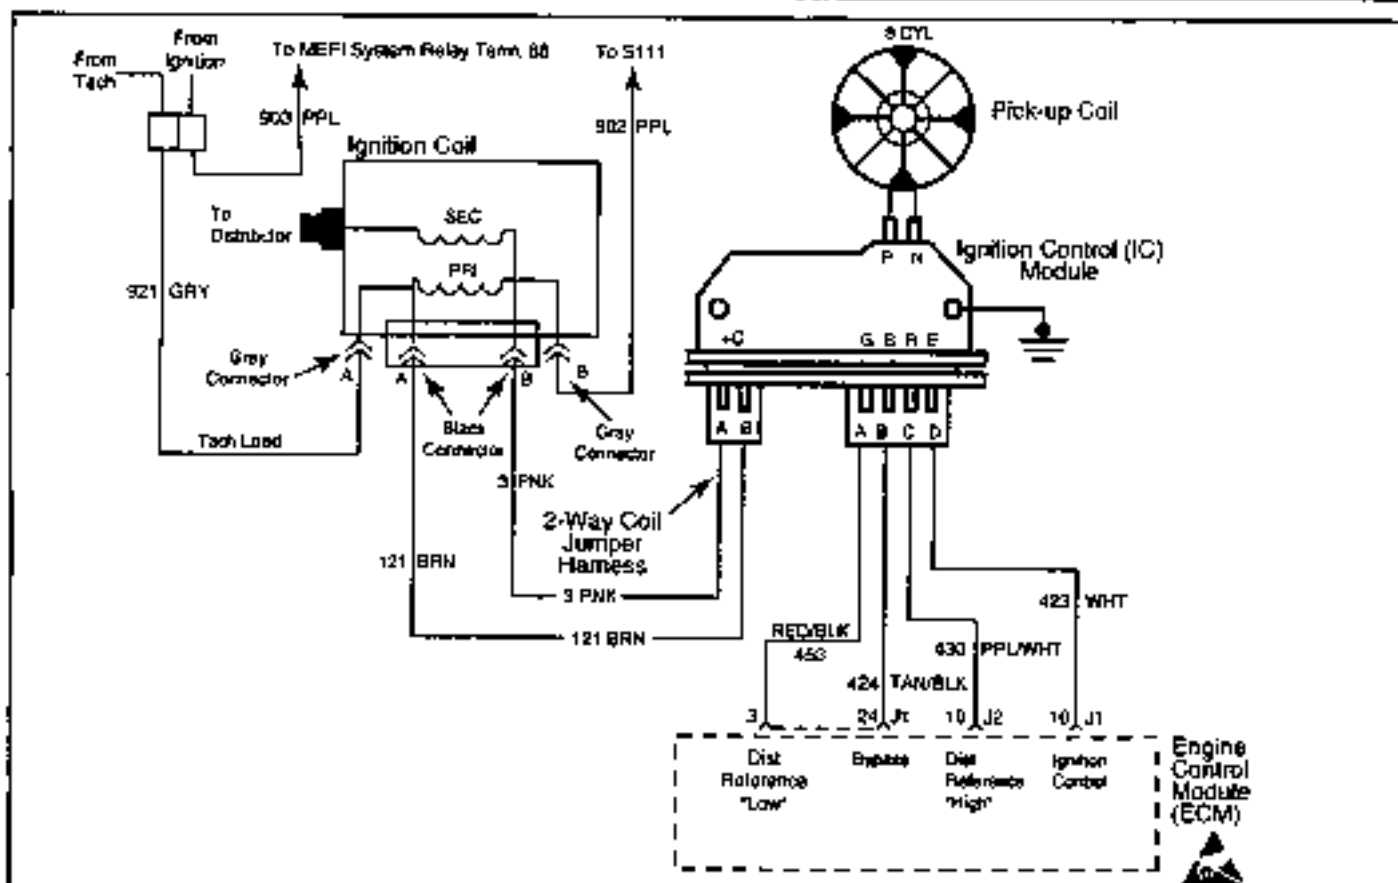 From
Tach
From
Ignition
To MEFI System Relay Term. 86
To S111
8 CYL
Pick-up Coil
903 PPL
902 PPL
Ignition Coil
To
Distributor
SEC
PRI
921 GRY
P N
Ignition Control (IC)
Module
+C
G B R E
Gray
Connector
A
A
B
B
Black
Connector
Gray
Connector
Tach Lead
A B
A B C D
3 PNK
2-Way Coil
Jumper
Harness
121 BRN
3 PNK
121 BRN
RED/BLK
453
424 TAN/BLK
430 PPL/WHT
423 WHT
3
24 J1
10 J2
10 J1
Dist
Reference
"Low"
Bypass
Dist
Reference
"High"
Ignition
Control
Engine
Control
Module
(ECM)